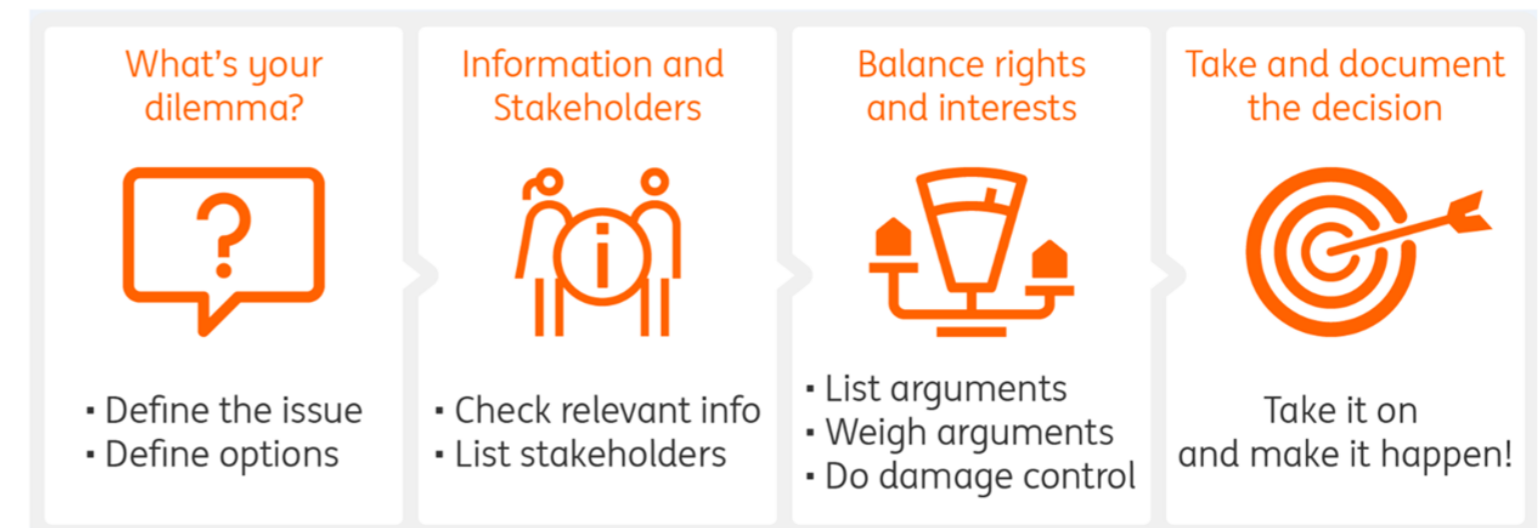 What's your
dilemma?
?
▪ Define the issue
▪ Define options
Information and
Stakeholders
i
▪ Check relevant info
▪ List stakeholders
Balance rights
and interests
▪ List arguments
▪ Weigh arguments
▪ Do damage control
Take and document
the decision
Take it on
and make it happen!